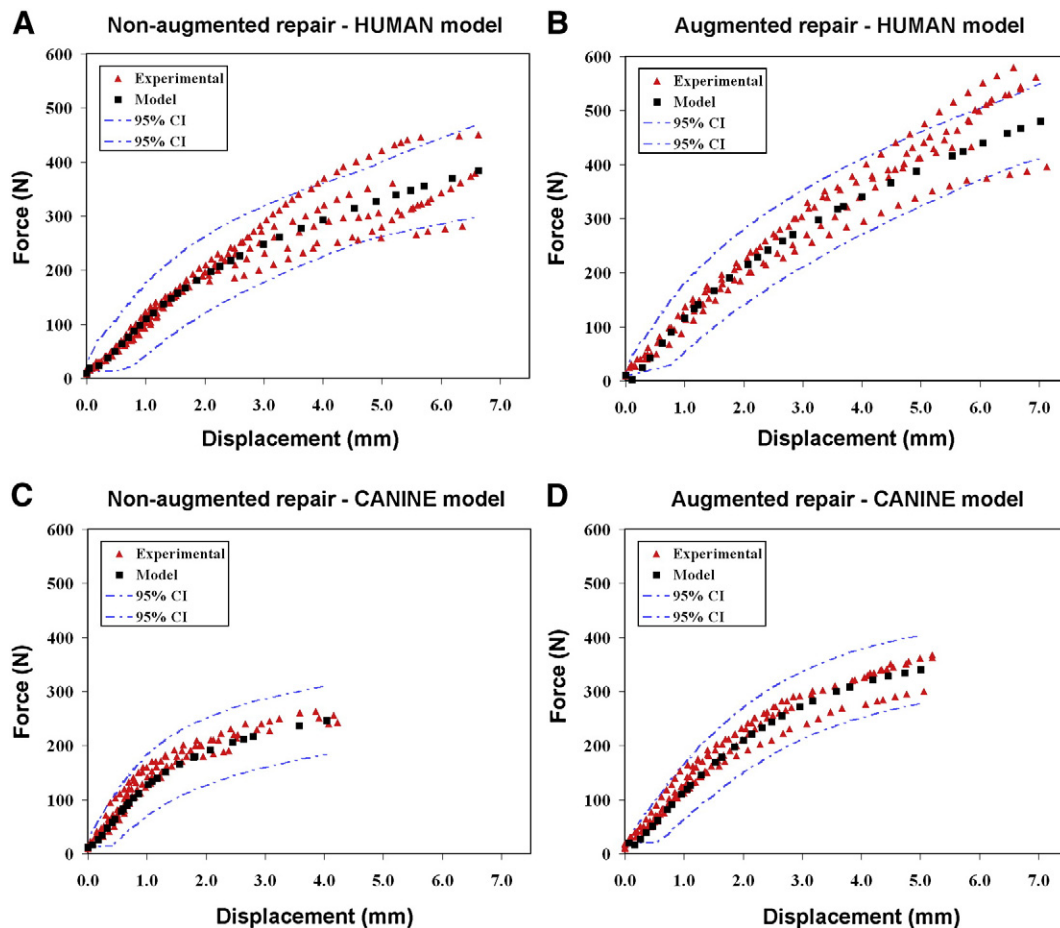 A
Non-augmented repair - HUMAN model
600
500
400
300
200
100
0
Force (N)
Experimental
Model
95% CI
95% CI
0.0 1.0 2.0 3.0 4.0 5.0 6.0 7.0
Displacement (mm)
B
Augmented repair - HUMAN model
600
500
400
300
200
100
0
Force (N)
Experimental
Model
95% CI
95% CI
0.0 1.0 2.0 3.0 4.0 5.0 6.0 7.0
Displacement (mm)
C
Non-augmented repair - CANINE model
600
500
400
300
200
100
0
Force (N)
Experimental
Model
95% CI
95% CI
0.0 1.0 2.0 3.0 4.0 5.0 6.0 7.0
Displacement (mm)
D
Augmented repair - CANINE model
600
500
400
300
200
100
0
Force (N)
Experimental
Model
95% CI
95% CI
0.0 1.0 2.0 3.0 4.0 5.0 6.0 7.0
Displacement (mm)